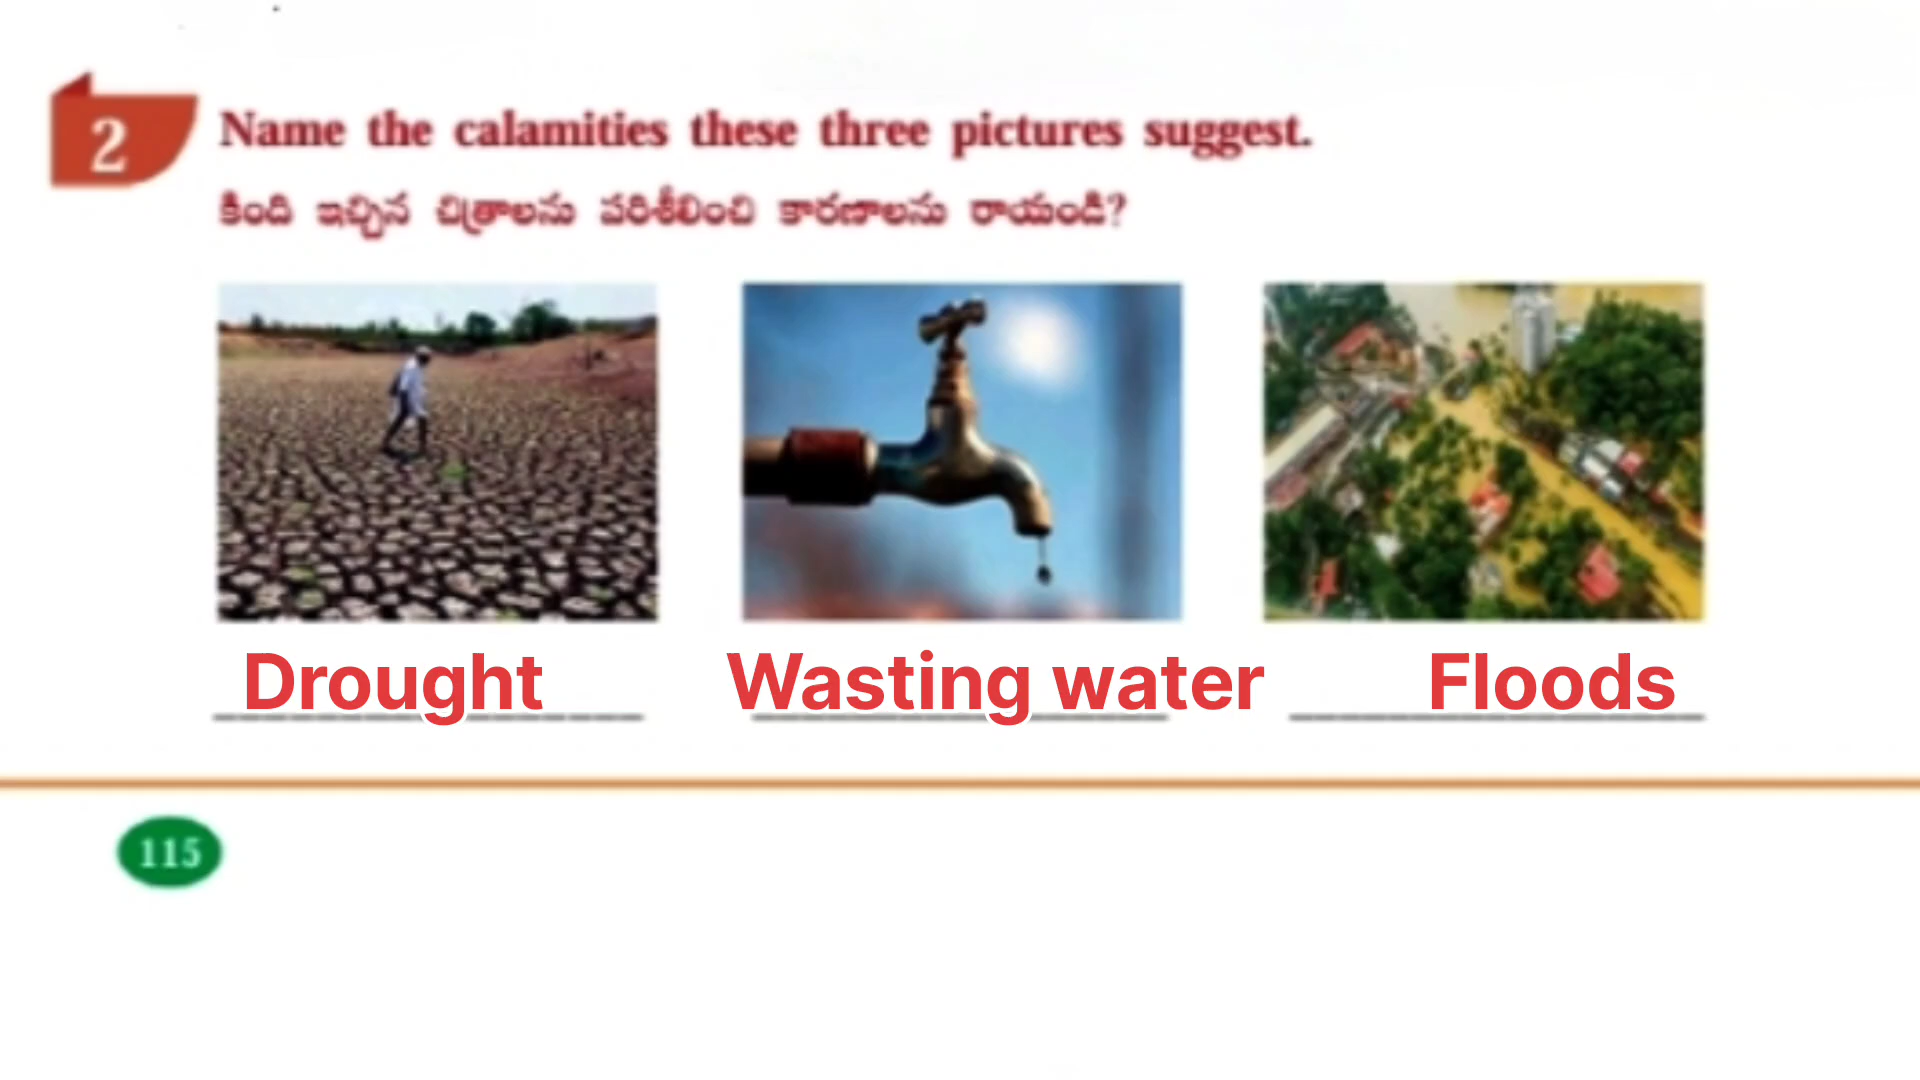 2
Name the calamities these three pictures suggest.
కింది ఇచ్చిన చిత్రాలను పరిశీలించి కారణాలను రాయండి?
Drought Wasting water Floods
115